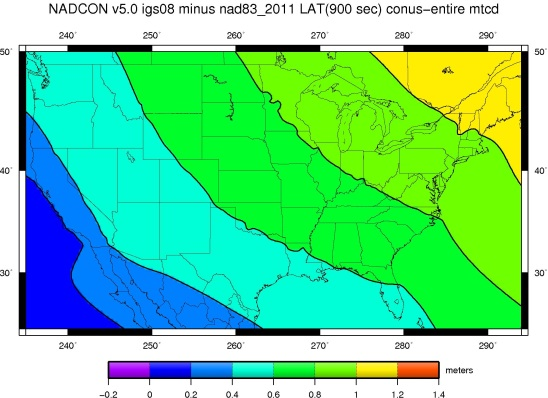 NADCON v5.0 igs08 minus nad83_2011 LAT(900 sec) conus-entire mtcd
240˚ 250˚ 260˚ 270˚ 280˚ 290˚
50˚ 50˚
40˚ 40˚
30˚ 30˚
240˚ 250˚ 260˚ 270˚ 280˚ 290˚
meters
-0.2 0 0.2 0.4 0.6 0.8 1 1.2 1.4